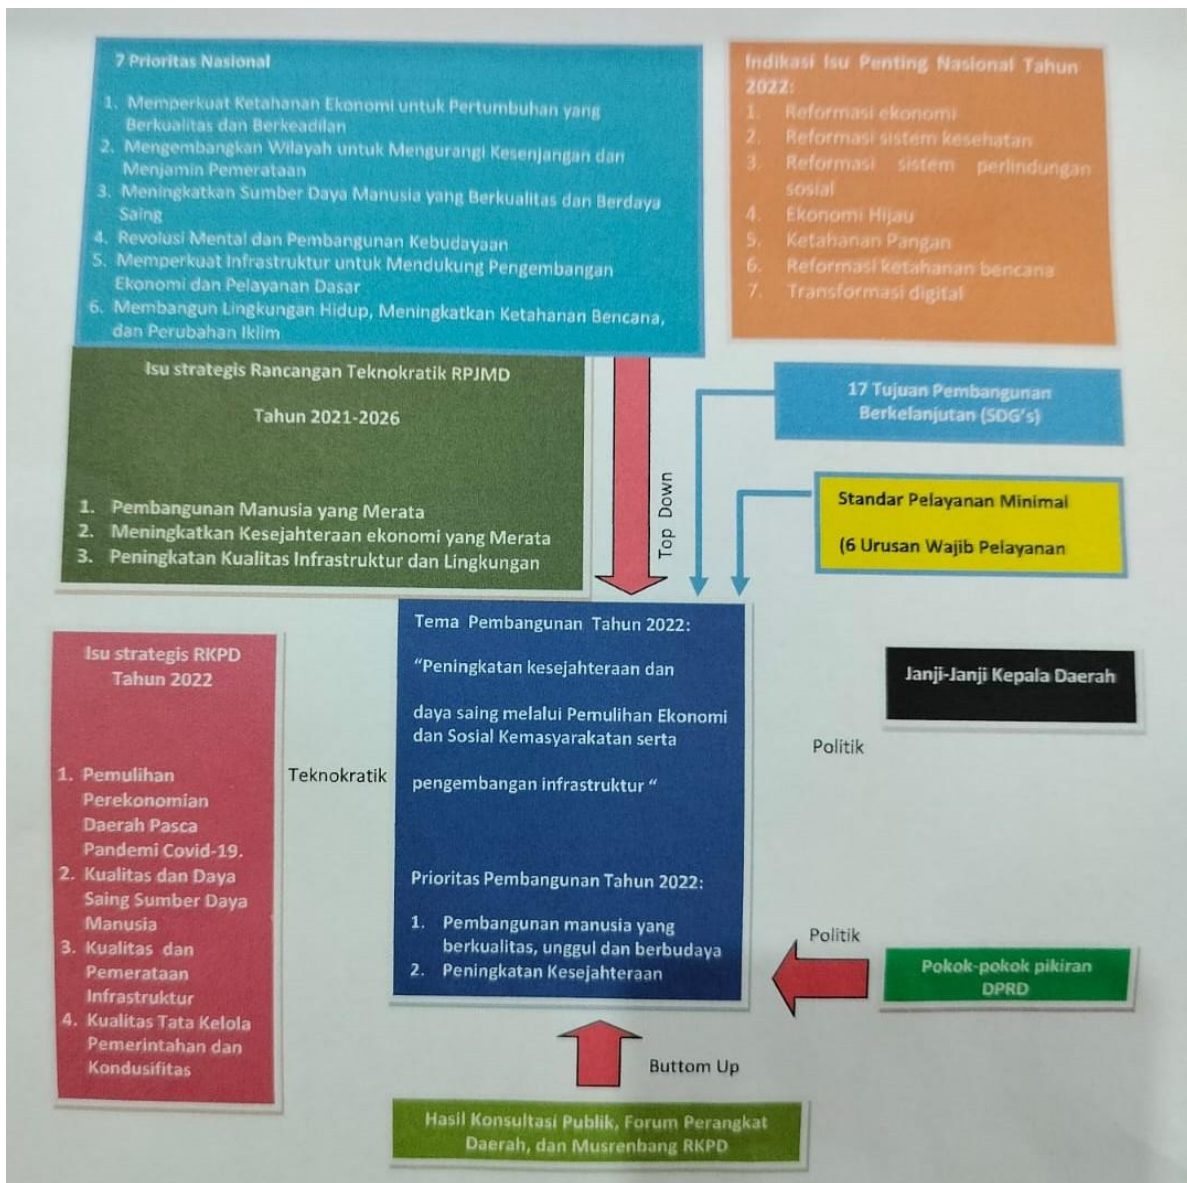 7 Prioritas Nasional
1. Memperkuat Ketahanan Ekonomi untuk Pertumbuhan yang
Berkualitas dan Berkeadilan
2. Mengembangkan Wilayah untuk Mengurangi Kesenjangan dan
Menjamin Pemerataan
3. Meningkatkan Sumber Daya Manusia yang Berkualitas dan Berdaya
Saing
4. Revolusi Mental dan Pembangunan Kebudayaan
5. Memperkuat Infrastruktur untuk Mendukung Pengembangan
Ekonomi dan Pelayanan Dasar
6. Membangun Lingkungan Hidup, Meningkatkan Ketahanan Bencana,
dan Perubahan Iklim
Indikasi Isu Penting Nasional Tahun
2022:
1. Reformasi ekonomi
2. Reformasi sistem kesehatan
3. Reformasi sistem perlindungan
sosial
4. Ekonomi Hijau
5. Ketahanan Pangan
6. Reformasi ketahanan bencana
7. Transformasi digital
Isu strategis Rancangan Teknokratik RPJMD
Tahun 2021-2026
1. Pembangunan Manusia yang Merata
2. Meningkatkan Kesejahteraan ekonomi yang Merata
3. Peningkatan Kualitas Infrastruktur dan Lingkungan
Top Down
17 Tujuan Pembangunan
Berkelanjutan (SDG's)
Standar Pelayanan Minimal
(6 Urusan Wajib Pelayanan
Isu strategis RKPD
Tahun 2022
1. Pemulihan
Perekonomian
Daerah Pasca
Pandemi Covid-19.
2. Kualitas dan Daya
Saing Sumber Daya
Manusia
3. Kualitas dan
Pemerataan
Infrastruktur
4. Kualitas Tata Kelola
Pemerintahan dan
Kondusifitas
Teknokratik
Tema Pembangunan Tahun 2022:
"Peningkatan kesejahteraan dan
daya saing melalui Pemulihan Ekonomi
dan Sosial Kemasyarakatan serta
pengembangan infrastruktur "
Prioritas Pembangunan Tahun 2022:
1. Pembangunan manusia yang
berkualitas, unggul dan berbudaya
2. Peningkatan Kesejahteraan
Janji-Janji Kepala Daerah
Politik
Politik
Pokok-pokok pikiran
DPRD
Buttom Up
Hasil Konsultasi Publik, Forum Perangkat
Daerah, dan Musrenbang RKPD